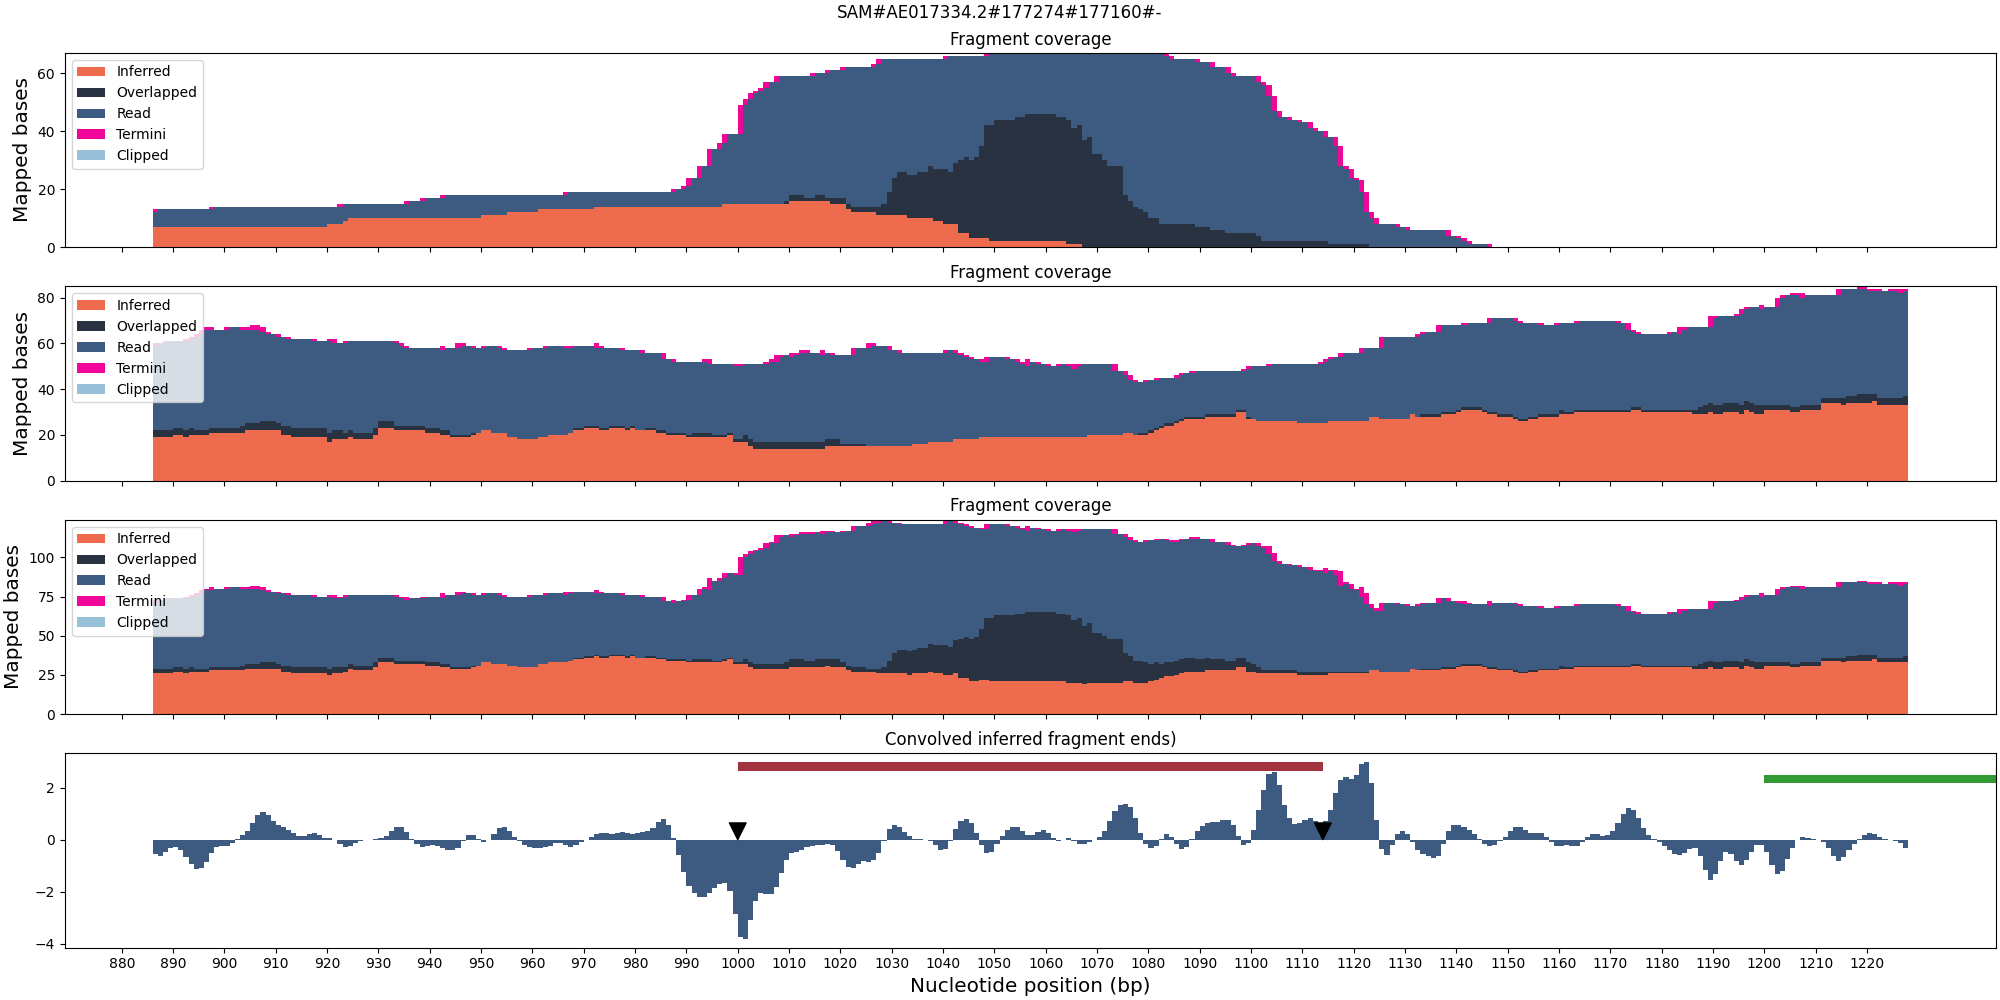 SAM#AE017334.2#177274#177160#-
Fragment coverage
Mapped bases
60
40
20
0
Inferred
Overlapped
Read
Termini
Clipped
Fragment coverage
Mapped bases
80
60
40
20
0
Inferred
Overlapped
Read
Termini
Clipped
Fragment coverage
Mapped bases
100
75
50
25
0
Inferred
Overlapped
Read
Termini
Clipped
Convolved inferred fragment ends)
2
0
−2
−4
880 890 900 910 920 930 940 950 960 970 980 990 1000 1010 1020 1030 1040 1050 1060 1070 1080 1090 1100 1110 1120 1130 1140 1150 1160 1170 1180 1190 1200 1210 1220
Nucleotide position (bp)